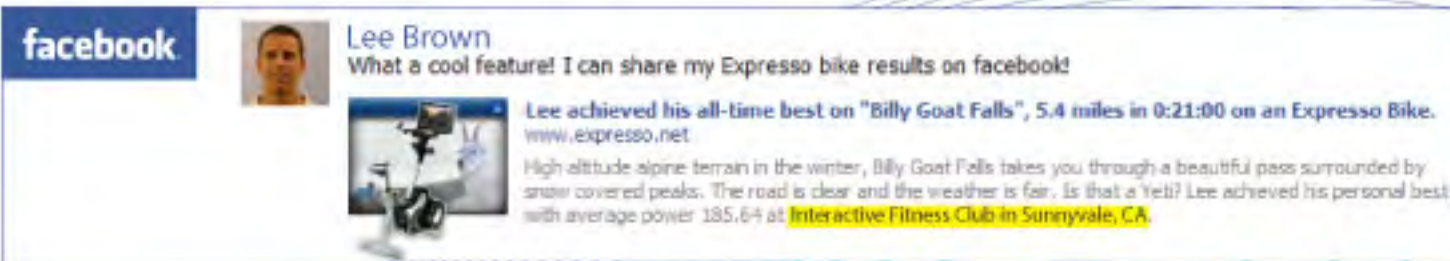 facebook
Lee Brown
What a cool feature! I can share my Expresso bike results on facebook!
Lee achieved his all-time best on "Billy Goat Falls", 5.4 miles in 0:21:00 on an Expresso Bike.
www.expresso.net
High altitude alpine terrain in the winter, Billy Goat Falls takes you through a beautiful pass surrounded by
snow covered peaks. The road is clear and the weather is fair. Is that a Yeti? Lee achieved his personal best
with average power 185.64 at Interactive Fitness Club in Sunnyvale, CA.